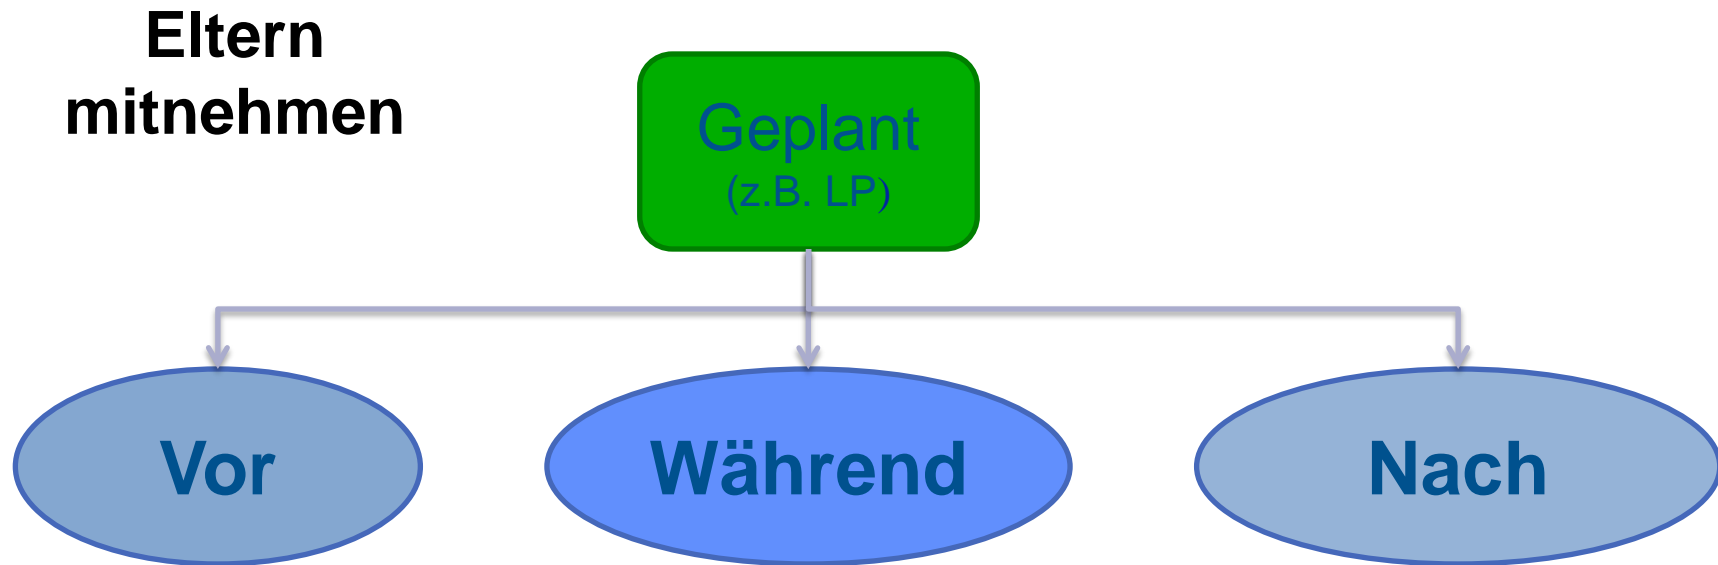 Eltern
mitnehmen
Geplant
(z.B. LP)
Vor
Während
Nach